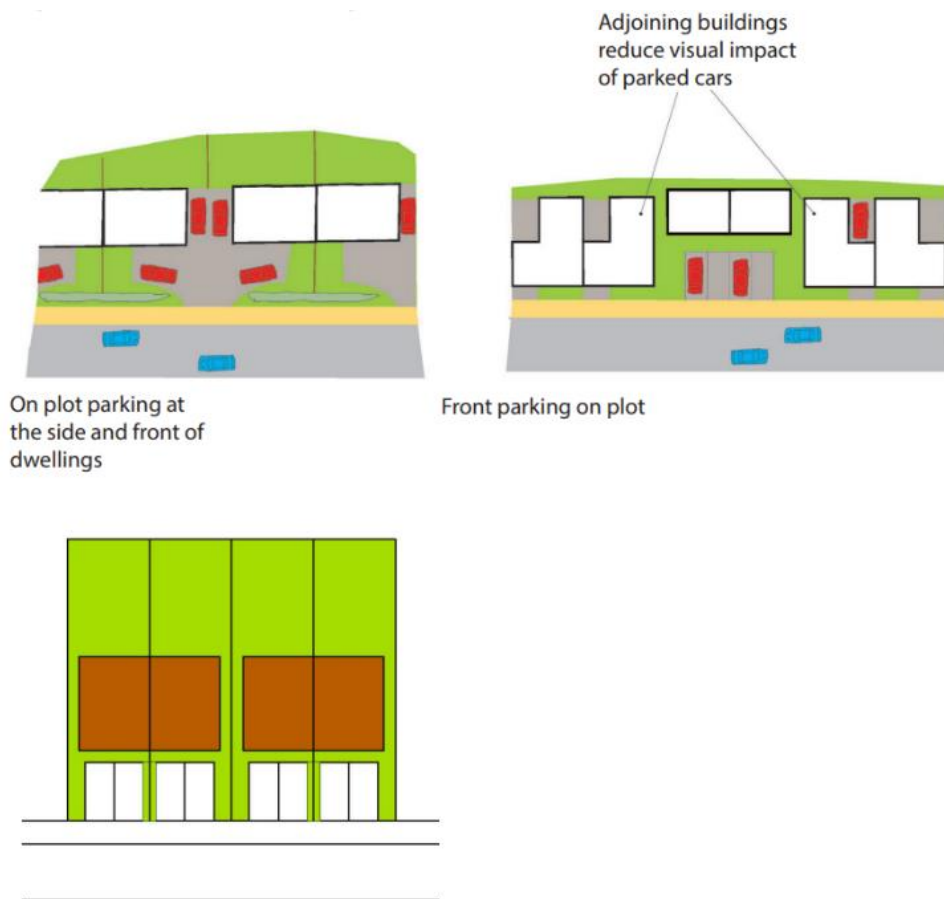 Adjoining buildings
reduce visual impact
of parked cars
On plot parking at
the side and front of
dwellings
Front parking on plot